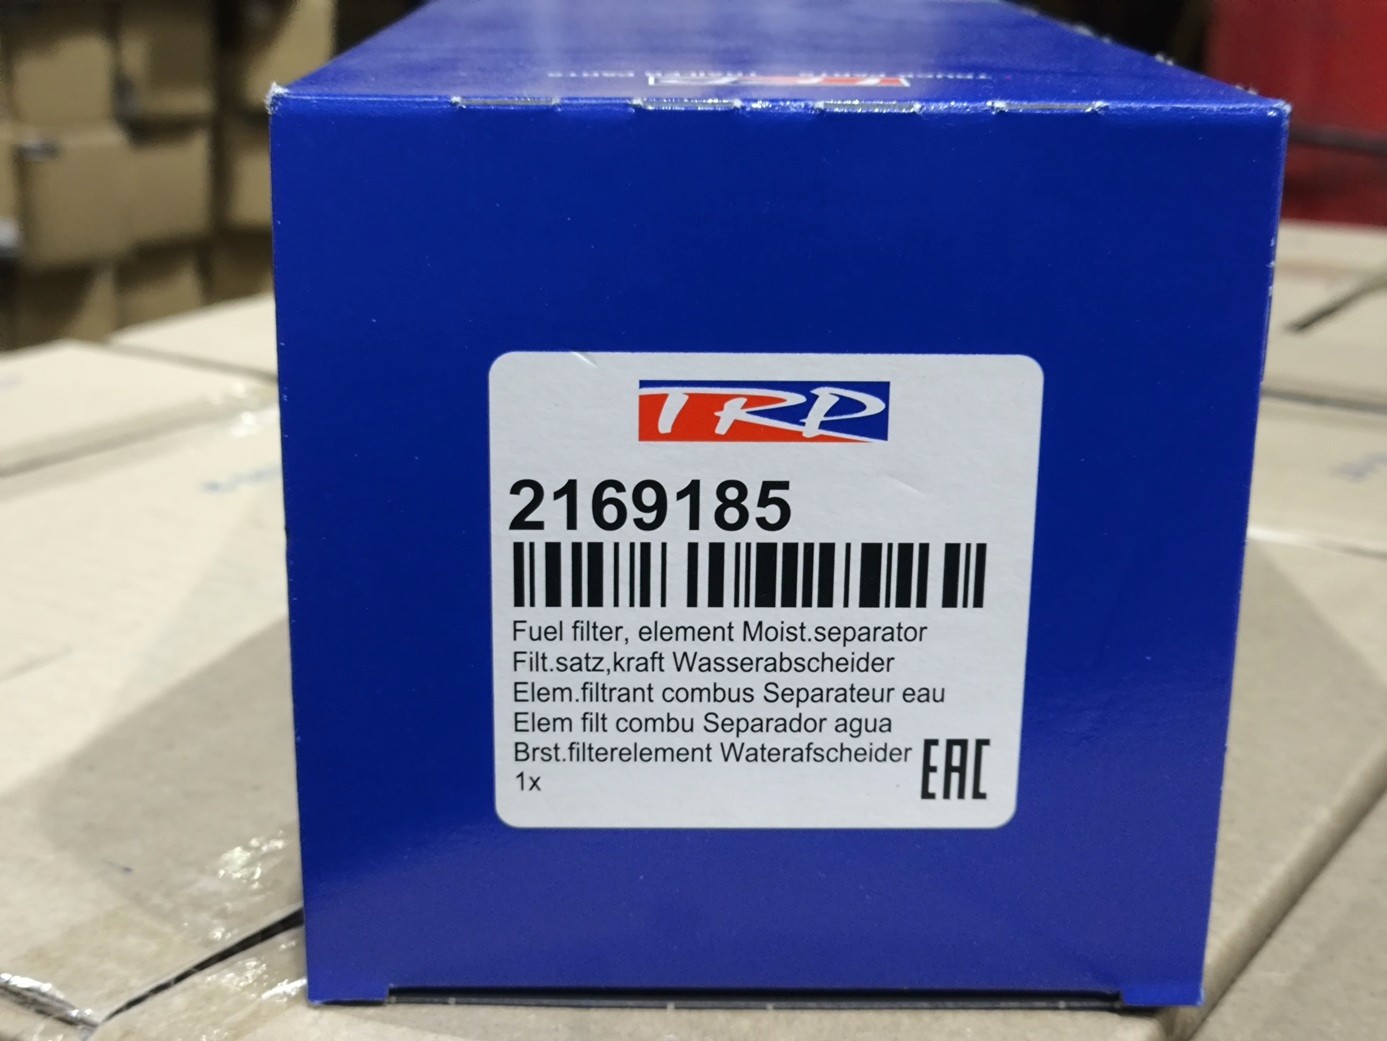 TRP
2169185
Fuel filter, element Moist.separator
Filt.satz,kraft Wasserabscheider
Elem.filtrant combus Separateur eau
Elem filt combu Separador agua
Brst.filterelement Waterafscheider
1x
EAC